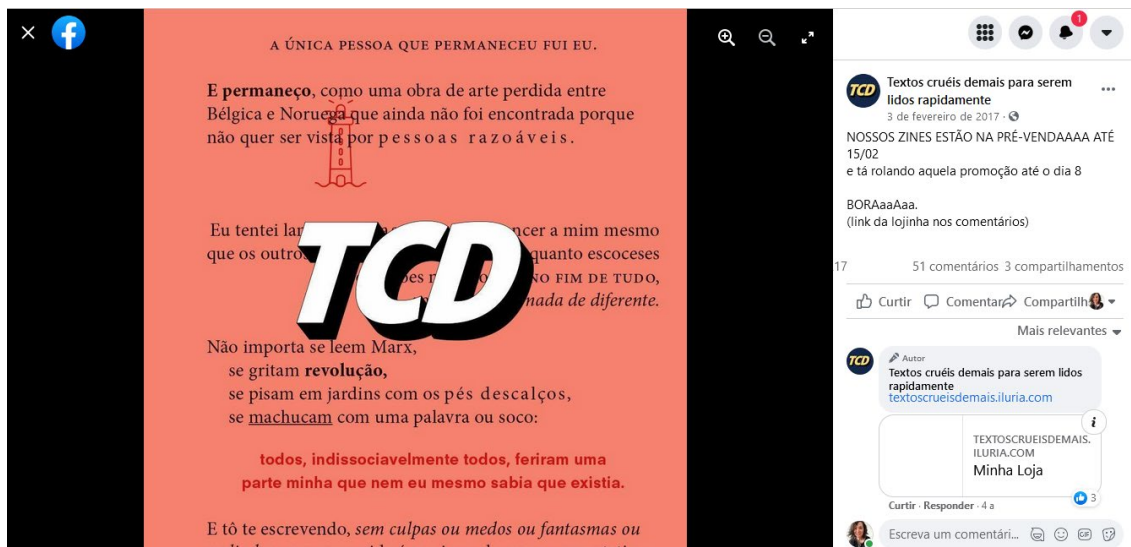 A ÚNICA PESSOA QUE PERMANECEU FUI EU.
E permaneço, como uma obra de arte perdida entre
Bélgica e Noruega que ainda não foi encontrada porque
não quer ser vista por pessoas razoáveis.
Eu tentei mim mesmo
que os quanto escoceses
NO FIM DE TUDO,
nada de diferente.
TCD
Não importa se leem Marx,
se gritam revolução,
se pisam em jardins com os pés descalços,
se machucam com uma palavra ou soco:
todos, indissociavelmente todos, feriram uma
parte minha que nem eu mesmo sabia que existia.
E tô te escrevendo, sem culpas ou medos ou fantasmas ou
1
TCD
Textos cruéis demais para serem
lidos rapidamente
3 de fevereiro de 2017 ·
NOSSOS ZINES ESTÃO NA PRÉ-VENDAAAA ATÉ
15/02
e tá rolando aquela promoção até o dia 8
BORAaaAaa.
(link da lojinha nos comentários)
17 51 comentários 3 compartilhamentos
Curtir Comentar Compartilh
Mais relevantes
TCD
Autor
Textos cruéis demais para serem lidos
rapidamente
textoscrueisdemais.iluria.com
TEXTOSCRUEISDEMAIS.
ILURIA.COM
Minha Loja
3
Curtir · Responder · 4 a
Escreva um comentári...
GIF